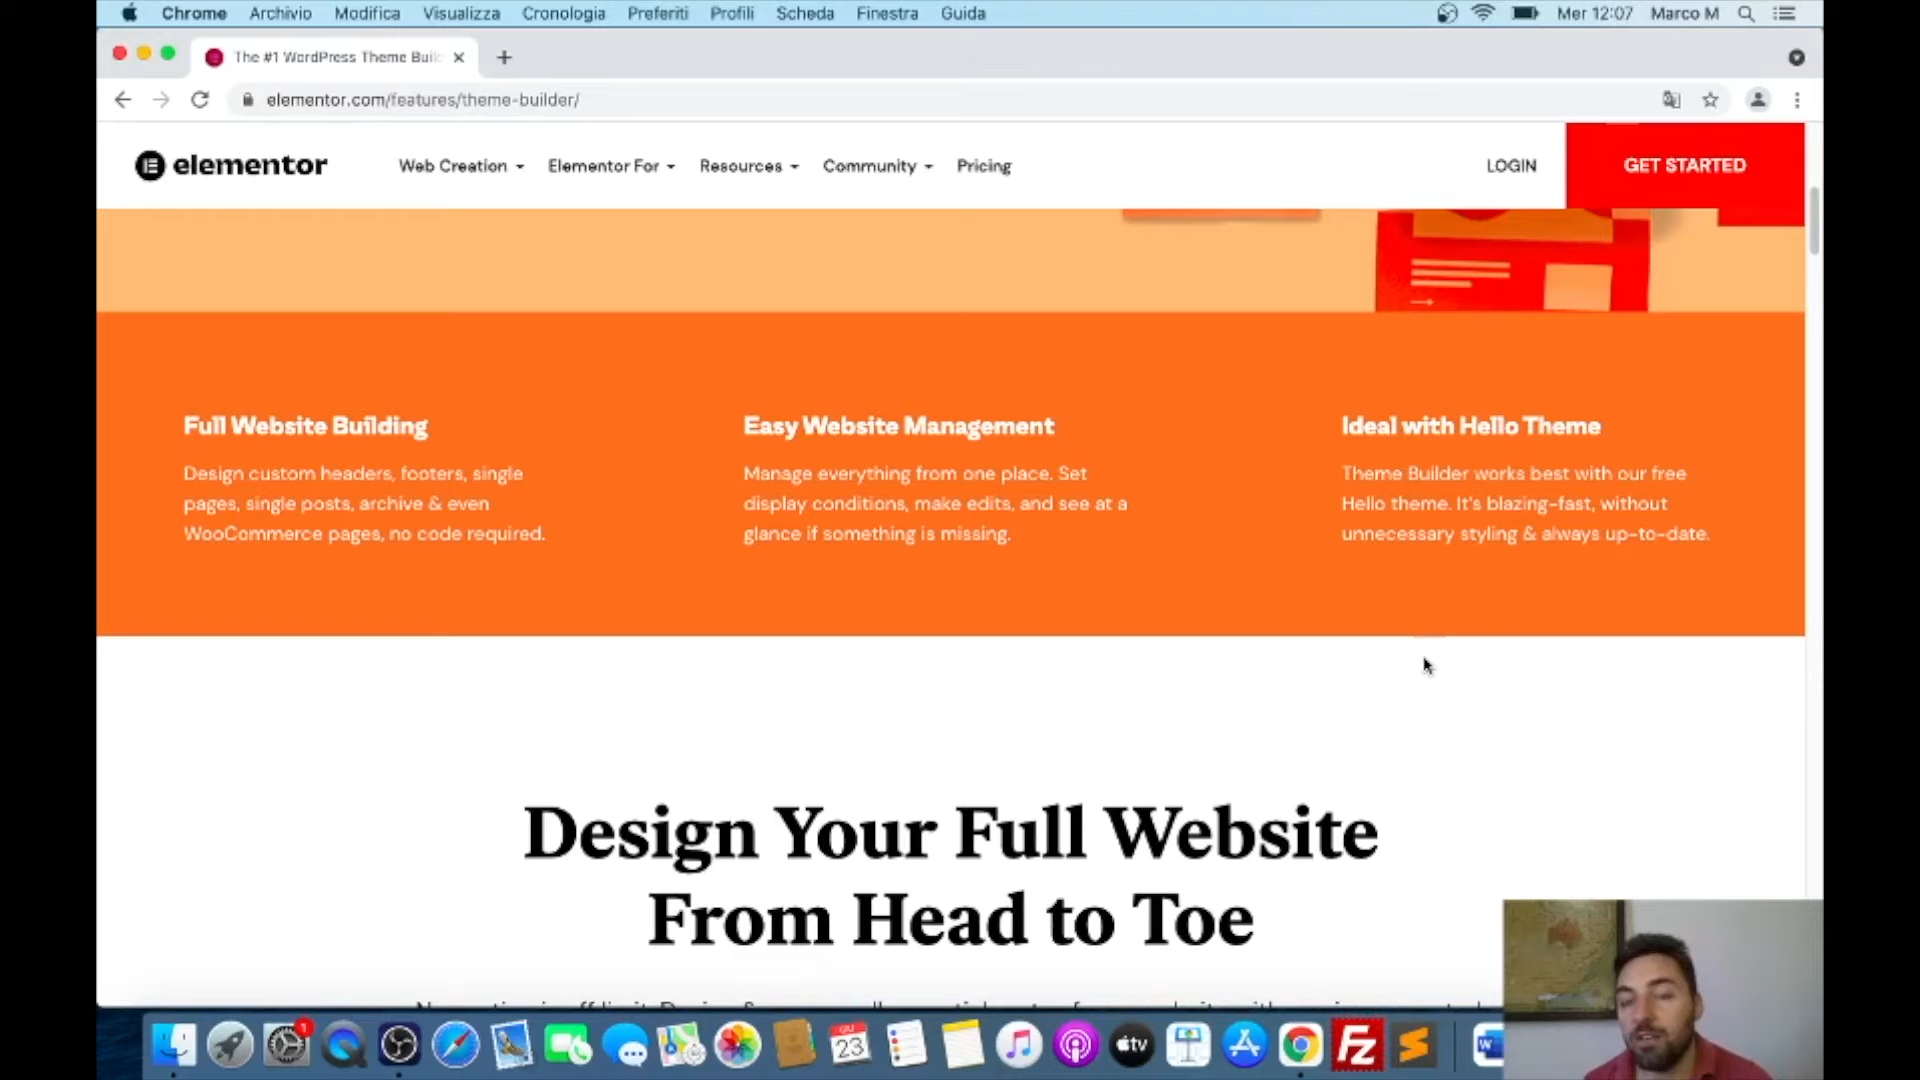 Chrome Archivio Modifica Visualizza Cronologia Preferiti Profili Scheda Finestra Guida Mer 12:07 Marco M
The #1 WordPress Theme Buil
elementor.com/features/theme-builder/
elementor Web Creation Elementor For Resources Community Pricing LOGIN GET STARTED
Full Website Building
Design custom headers, footers, single
pages, single posts, archive & even
WooCommerce pages, no code required.
Easy Website Management
Manage everything from one place. Set
display conditions, make edits, and see at a
glance if something is missing.
Ideal with Hello Theme
Theme Builder works best with our free
Hello theme. It's blazing-fast, without
unnecessary styling & always up-to-date.
Design Your Full Website
From Head to Toe
1
GIU
23
tv
Fz
W